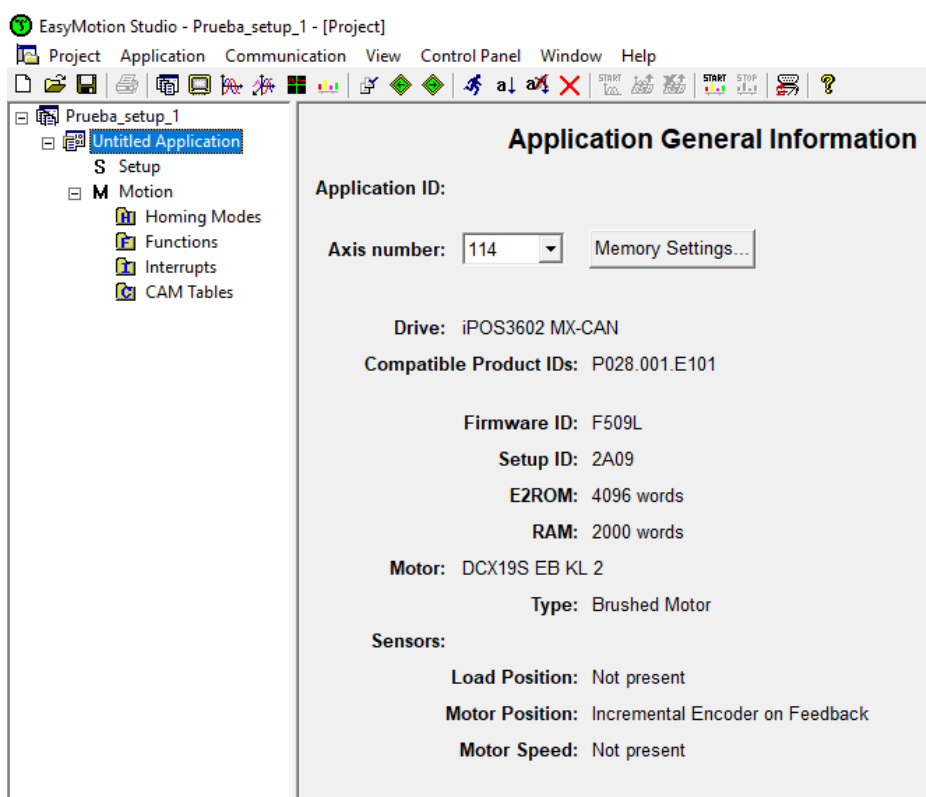 EasyMotion Studio - Prueba_setup_1 - [Project]
Project Application Communication View Control Panel Window Help
Prueba_setup_1
Untitled Application
S Setup
M Motion
H Homing Modes
F Functions
I Interrupts
C CAM Tables
Application General Information
Application ID:
Axis number: 114 Memory Settings...
Drive: iPOS3602 MX-CAN
Compatible Product IDs: P028.001.E101
Firmware ID: F509L
Setup ID: 2A09
E2ROM: 4096 words
RAM: 2000 words
Motor: DCX19S EB KL 2
Type: Brushed Motor
Sensors:
Load Position: Not present
Motor Position: Incremental Encoder on Feedback
Motor Speed: Not present